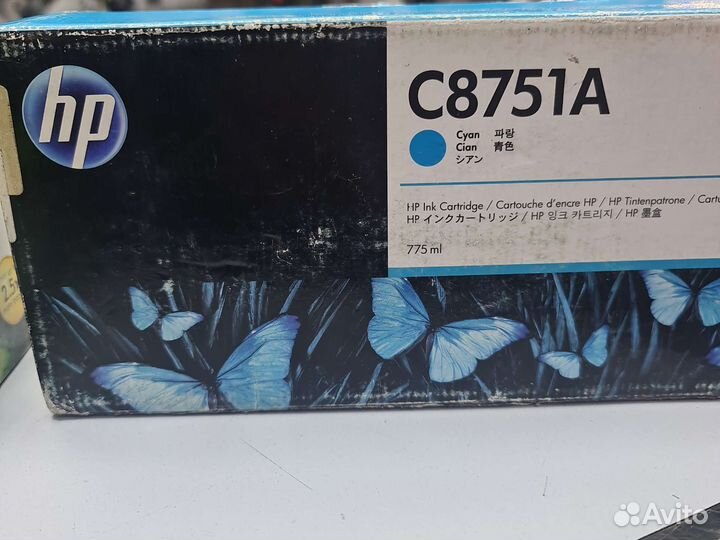 hp
C8751A
Cyan 파랑
Cian 青色
シアン
HP Ink Cartridge / Cartouche d'encre HP / HP Tintenpatrone / Cartu
HP インクカートリッジ / HP 잉크 카트리지 / HP 墨盒
775 ml
2.5
Avito